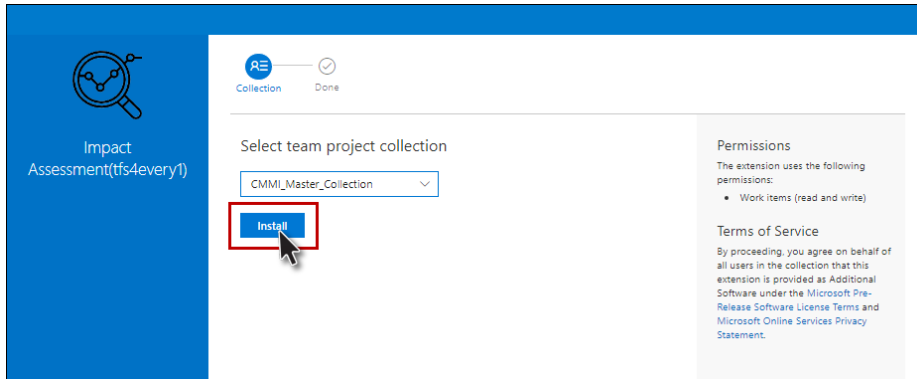 Collection
Done
Impact
Assessment(tfs4every1)
Select team project collection
CMMI_Master_Collection
Install
Permissions
The extension uses the following
permissions:
• Work items (read and write)
Terms of Service
By proceeding, you agree on behalf of
all users in the collection that this
extension is provided as Additional
Software under the Microsoft Pre-
Release Software License Terms and
Microsoft Online Services Privacy
Statement.